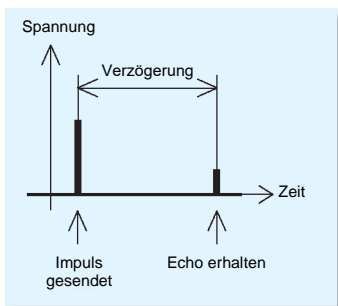 Spannung
Verzögerung
Zeit
Impuls
gesendet
Echo erhalten